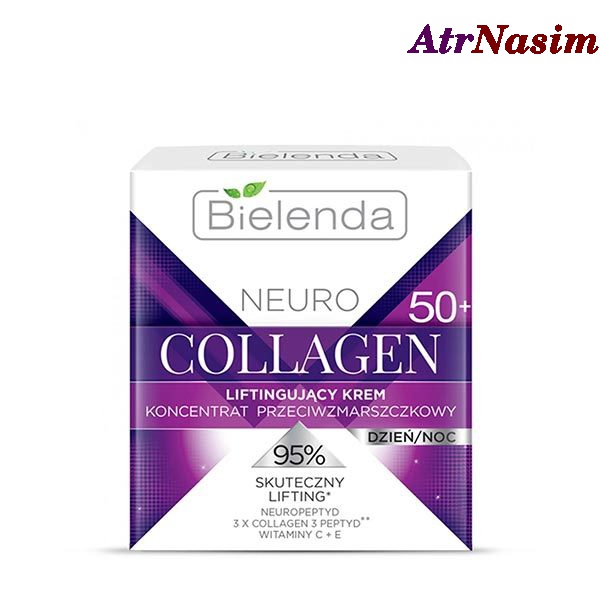 AtrNasim
Bielenda
NEURO
50+
COLLAGEN
LIFTINGUJĄCY KREM
KONCENTRAT PRZECIWZMARSZCZKOWY
DZIEŃ/NOC
95%
SKUTECZNY
LIFTING*
NEUROPEPTYD
3 X COLLAGEN 3 PEPTYD**
WITAMINY C + E